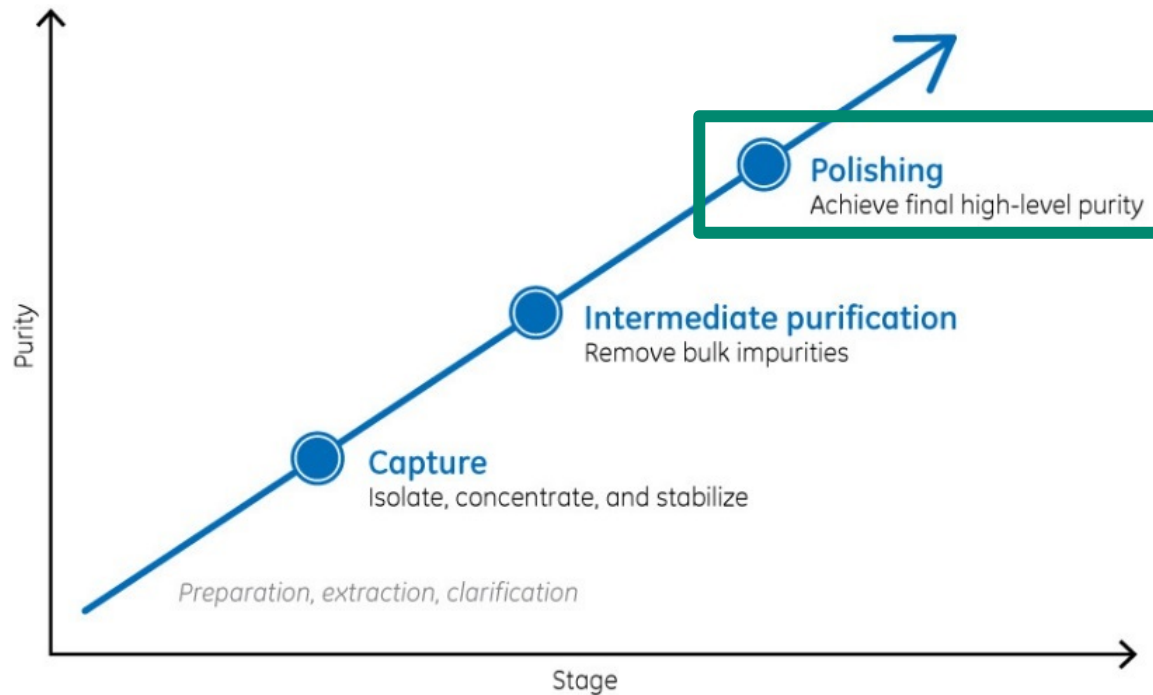 Polishing
Achieve final high-level purity
Intermediate purification
Remove bulk impurities
Capture
Isolate, concentrate, and stabilize
Preparation, extraction, clarification
Purity
Stage